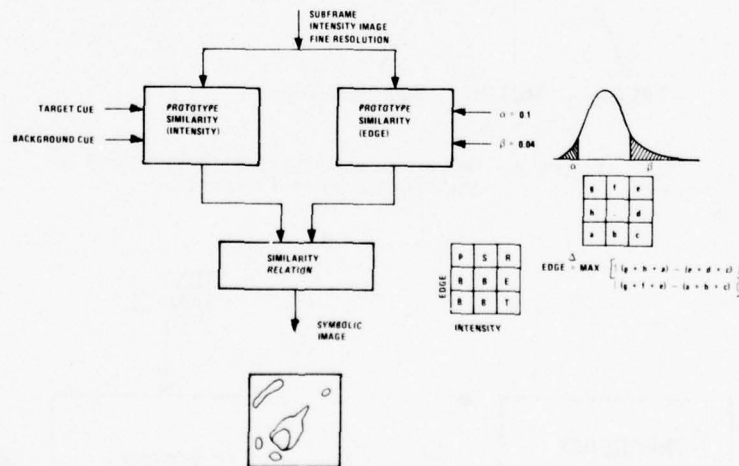 SUBFRAME
INTENSITY IMAGE
FINE RESOLUTION
TARGET CUE
BACKGROUND CUE
PROTOTYPE
SIMILARITY
(INTENSITY)
PROTOTYPE
SIMILARITY
(EDGE)
α = 0.1
β = 0.04
α β
g f e
h d
a b c
SIMILARITY
RELATION
EDGE
P S R
B E
T
INTENSITY
EDGE ≜ MAX
(g + h + a) − (e + d + c)
(g + f + e) − (a + b + c)
SYMBOLIC
IMAGE